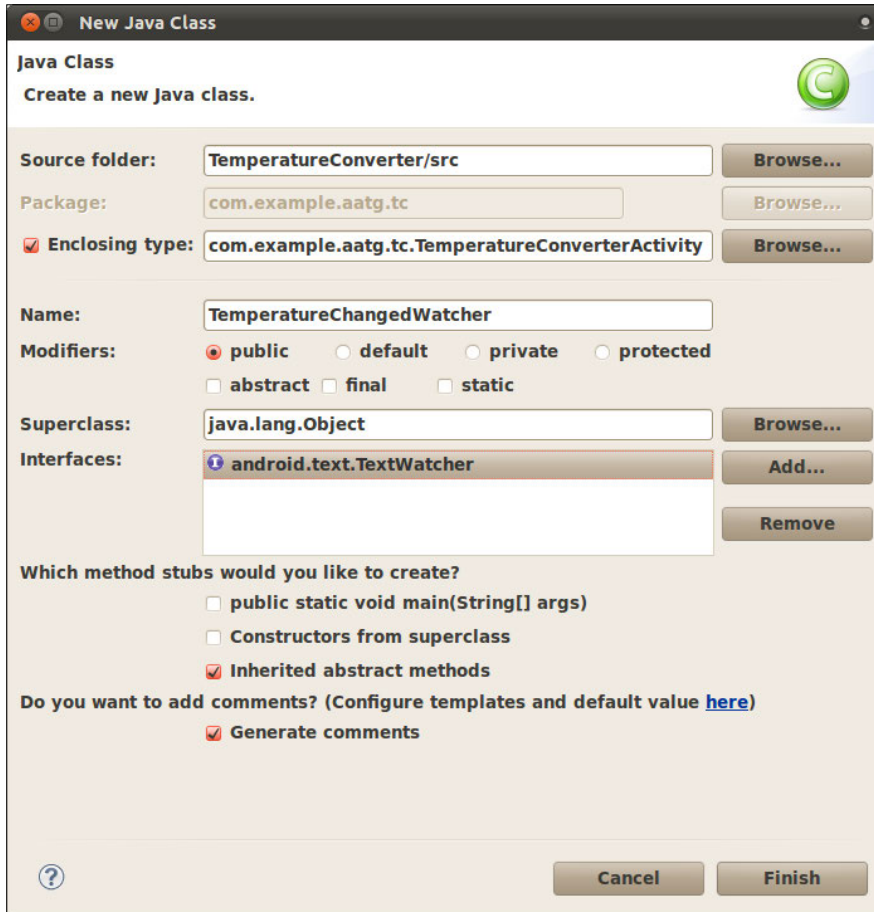 New Java Class
Java Class
Create a new Java class.
Source folder: TemperatureConverter/src Browse...
Package: com.example.aatg.tc Browse...
Enclosing type: com.example.aatg.tc.TemperatureConverterActivity Browse...
Name: TemperatureChangedWatcher
Modifiers: public default private protected
abstract final static
Superclass: java.lang.Object Browse...
Interfaces: android.text.TextWatcher Add...
Remove
Which method stubs would you like to create?
public static void main(String[] args)
Constructors from superclass
Inherited abstract methods
Do you want to add comments? (Configure templates and default value here)
Generate comments
? Cancel Finish